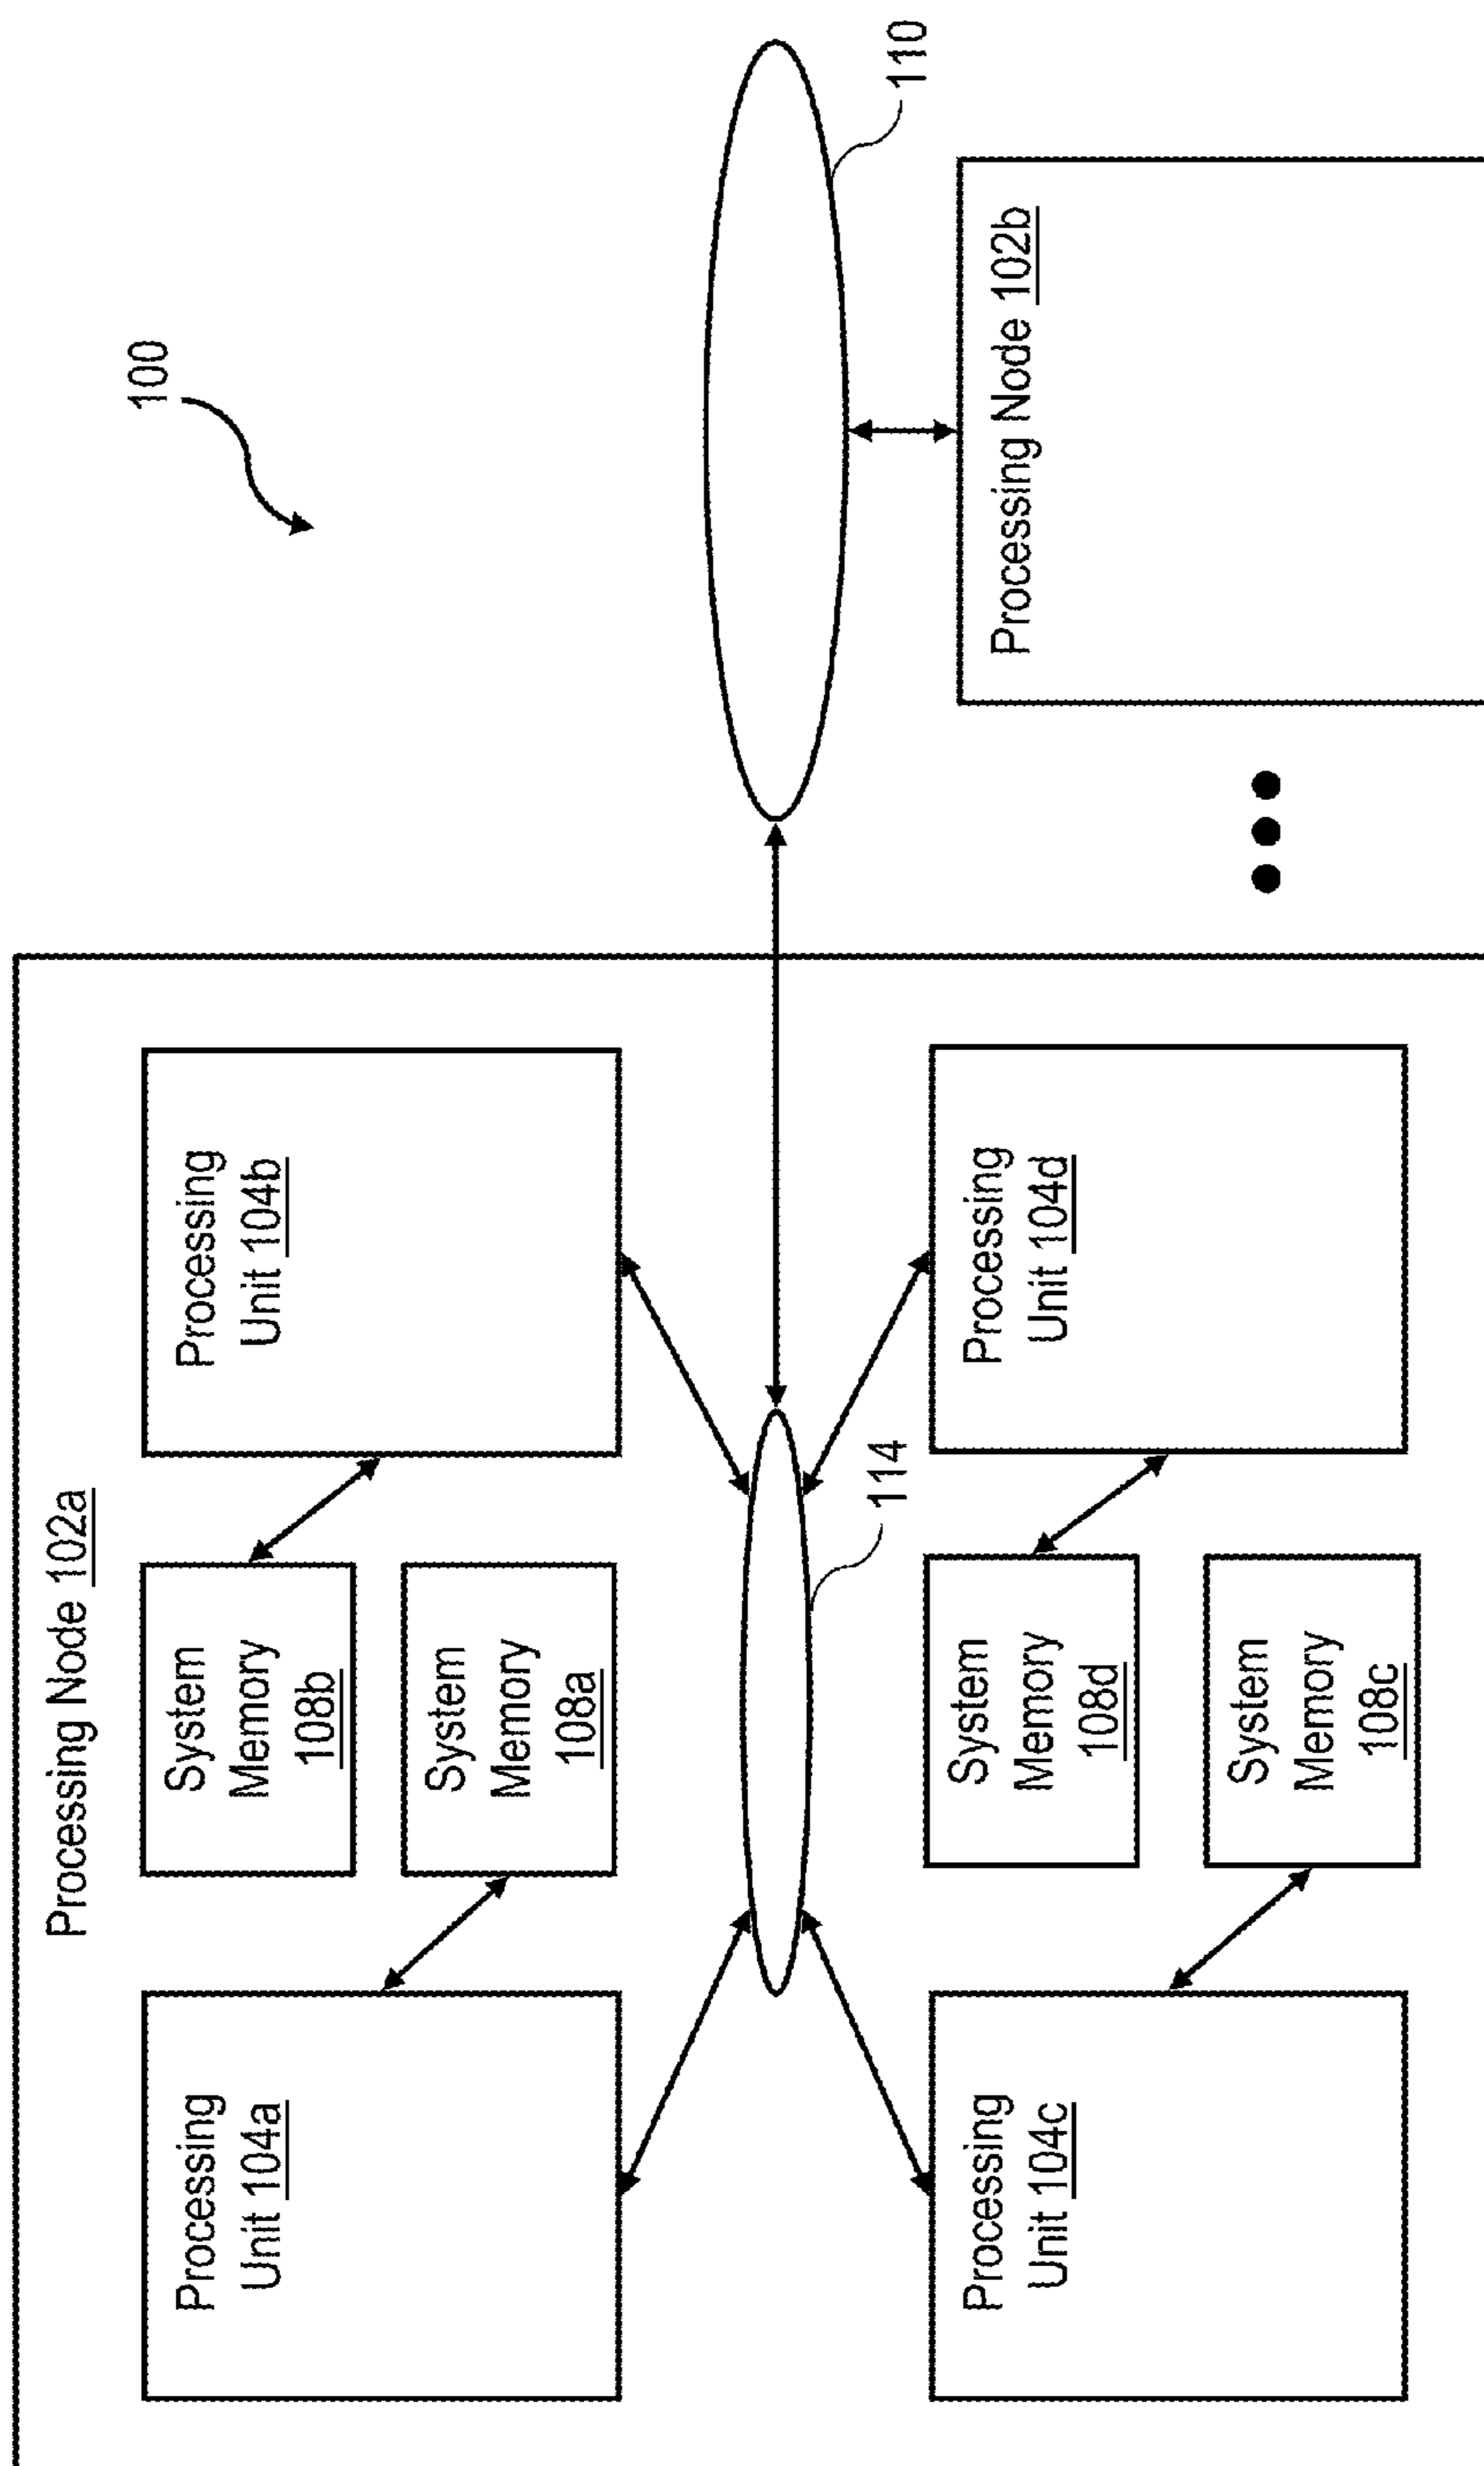 100
Processing Node 102a
Processing
Unit 104a
System
Memory
108b
System
Memory
108a
Processing
Unit 104b
114
110
Processing
Unit 104c
System
Memory
108d
System
Memory
108c
Processing
Unit 104d
Processing Node 102b